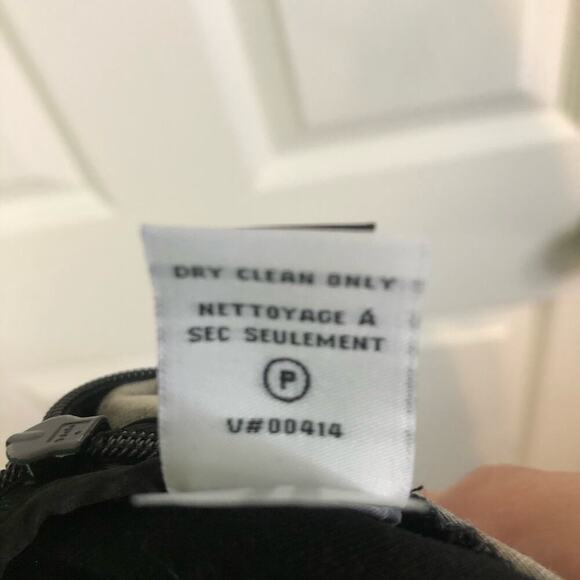 DRY CLEAN ONLY
NETTOYAGE Á
SEC SEULEMENT
P
V#00414